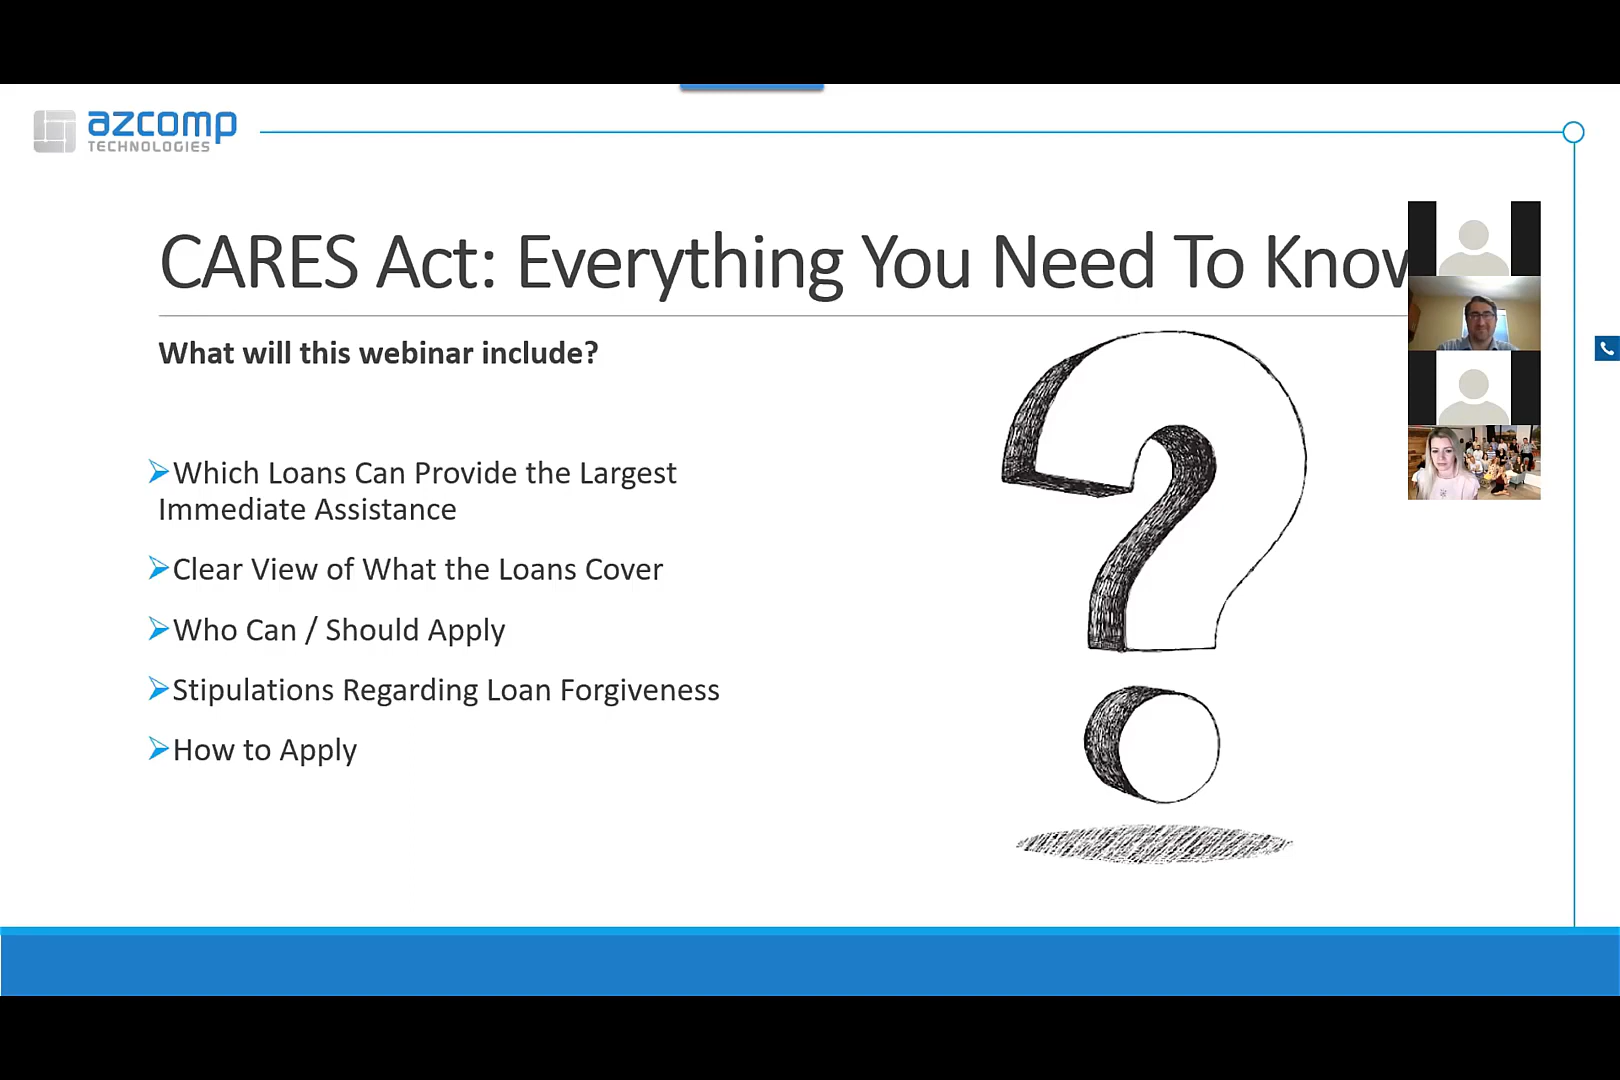 azcomp
TECHNOLOGIES
CARES Act: Everything You Need To Know
What will this webinar include?
Which Loans Can Provide the Largest
Immediate Assistance
Clear View of What the Loans Cover
Who Can / Should Apply
Stipulations Regarding Loan Forgiveness
How to Apply